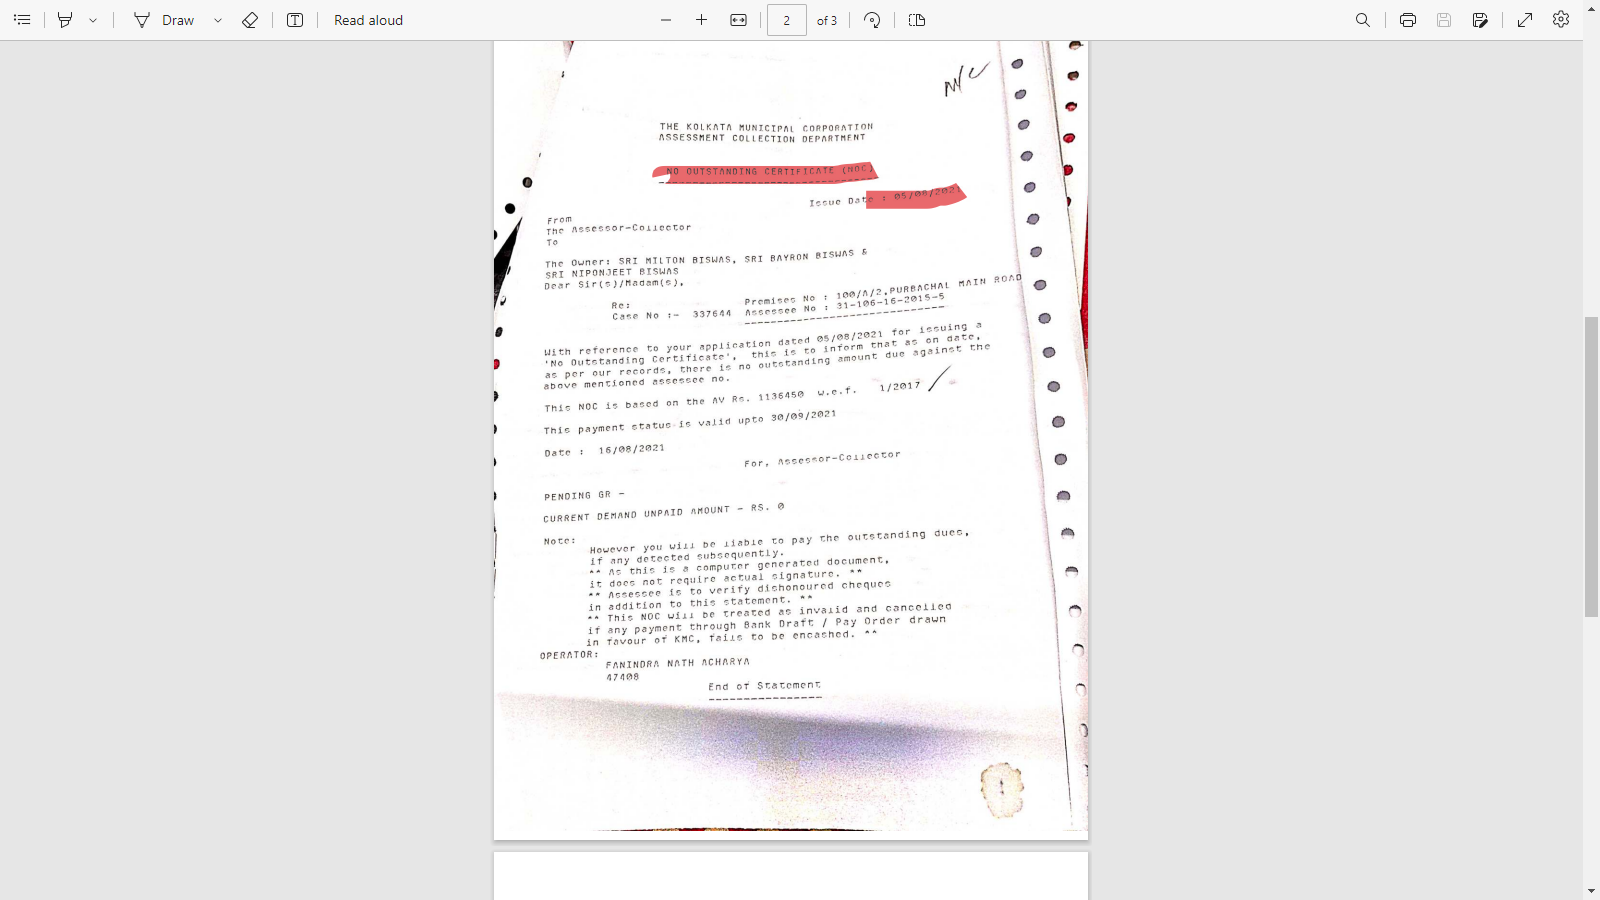 Draw
Read aloud
2 of 3
THE KOLKATA MUNICIPAL CORPORATION
ASSESSMENT COLLECTION DEPARTMENT
NO OUTSTANDING CERTIFICATE (NOC)
Issue Date : 05/08/2021
From
The Assessor-Collector
To
The Owner: SRI MILTON BISWAS, SRI BAYRON BISWAS &
SRI NIPONJEET BISWAS
Dear Sir(s)/Madam(s),
Re: Premises No : 100/A/2,PURBACHAL MAIN ROAD
Case No :- 337644 Assessee No : 31-106-16-2015-5
With reference to your application dated 05/08/2021 for issuing a
'No Outstanding Certificate', this is to inform that as on date,
as per our records, there is no outstanding amount due against the
above mentioned assessee no.
This NOC is based on the AV Rs. 1136450 w.e.f. 1/2017
This payment status is valid upto 30/09/2021
Date : 16/08/2021
For, Assessor-Collector
PENDING GR -
CURRENT DEMAND UNPAID AMOUNT - RS. 0
Note:
However you will be liable to pay the outstanding dues,
if any detected subsequently.
** As this is a computer generated document,
it does not require actual signature. **
** Assessee is to verify dishonoured cheques
in addition to this statement. **
** This NOC will be treated as invalid and cancelled
if any payment through Bank Draft / Pay Order drawn
in favour of KMC, fails to be encashed. **
OPERATOR:
FANINDRA NATH ACHARYA
47408
End of Statement